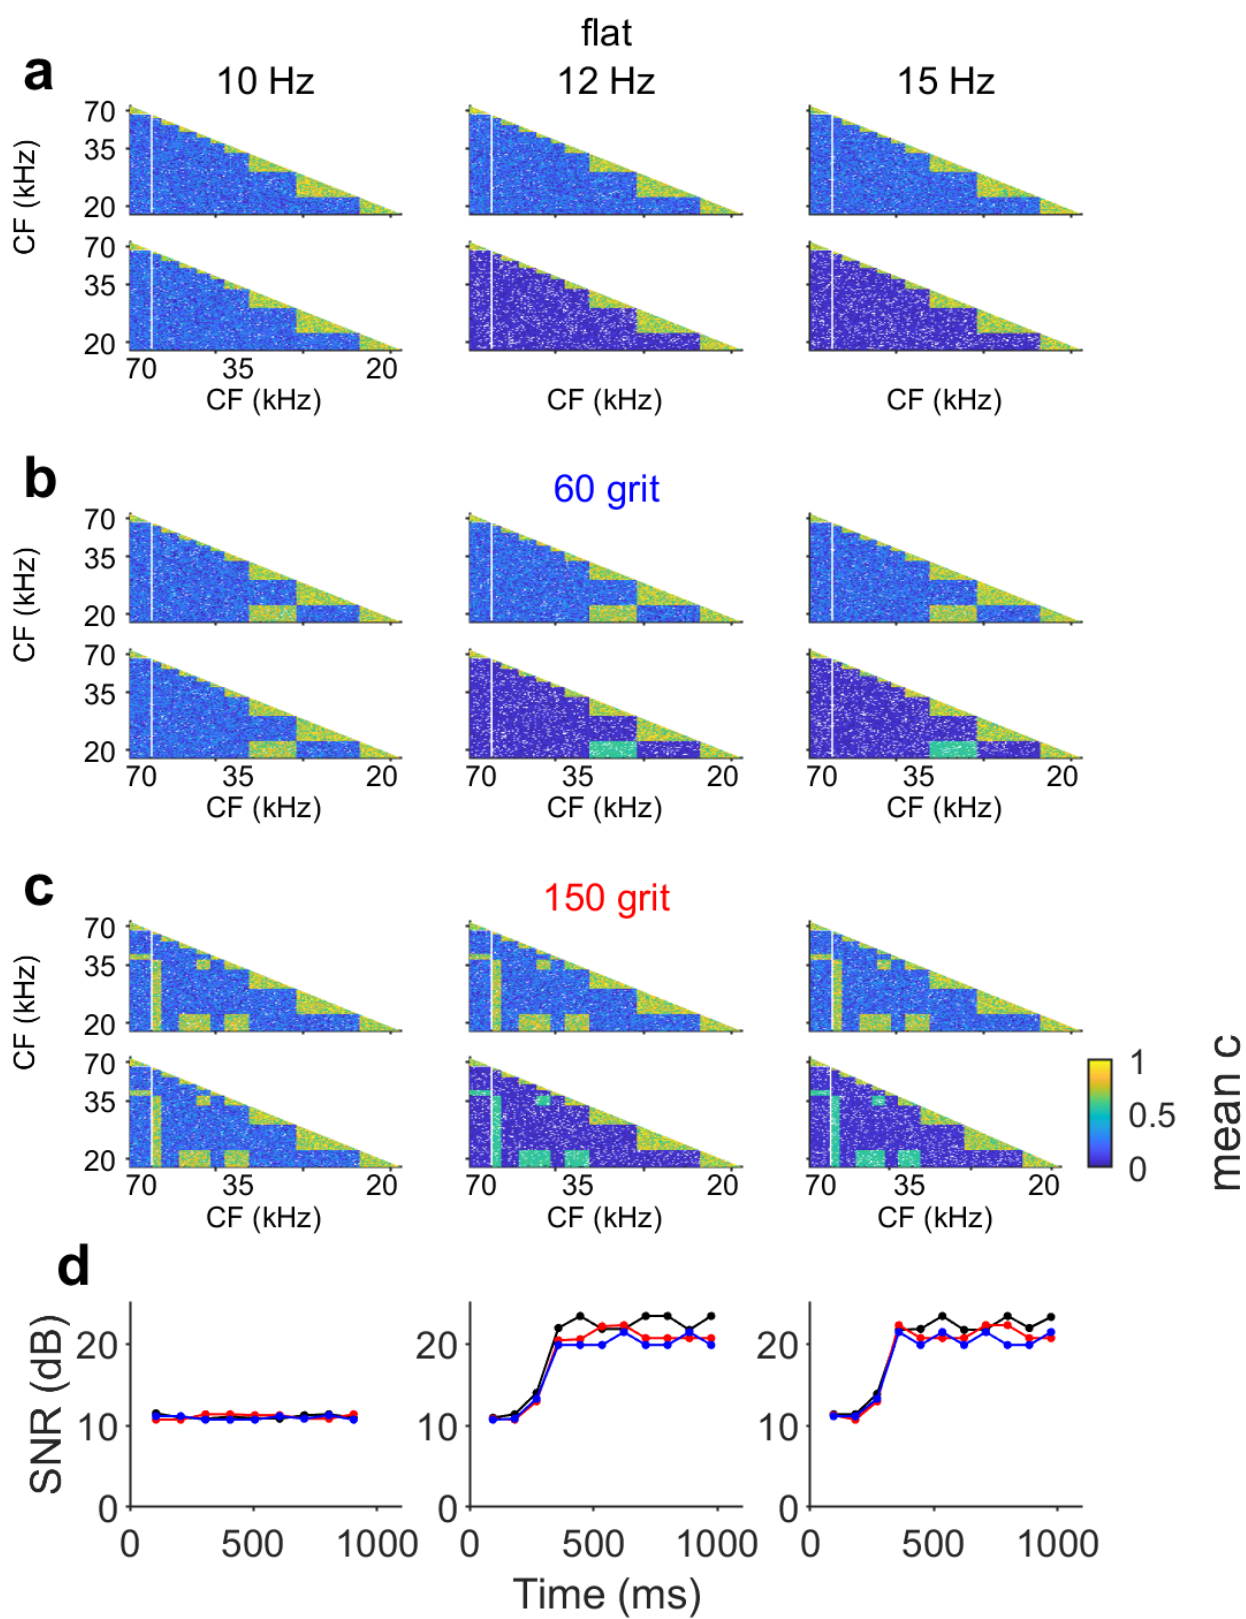 flat
a
10 Hz 12 Hz 15 Hz
70
35
20
CF (kHz)
70
35
20
70 35 20
CF (kHz) CF (kHz) CF (kHz)
b
60 grit
70
35
20
CF (kHz)
70
35
20
70 35 20 70 35 20 70 35 20
CF (kHz) CF (kHz) CF (kHz)
c
150 grit
70
35
20
CF (kHz)
70
35
20
70 35 20 70 35 20 70 35 20
CF (kHz) CF (kHz) CF (kHz)
1
0.5
0
mean c
d
SNR (dB)
20 20 20
10 10 10
0 0 0
0 500 1000 0 500 1000 0 500 1000
Time (ms)